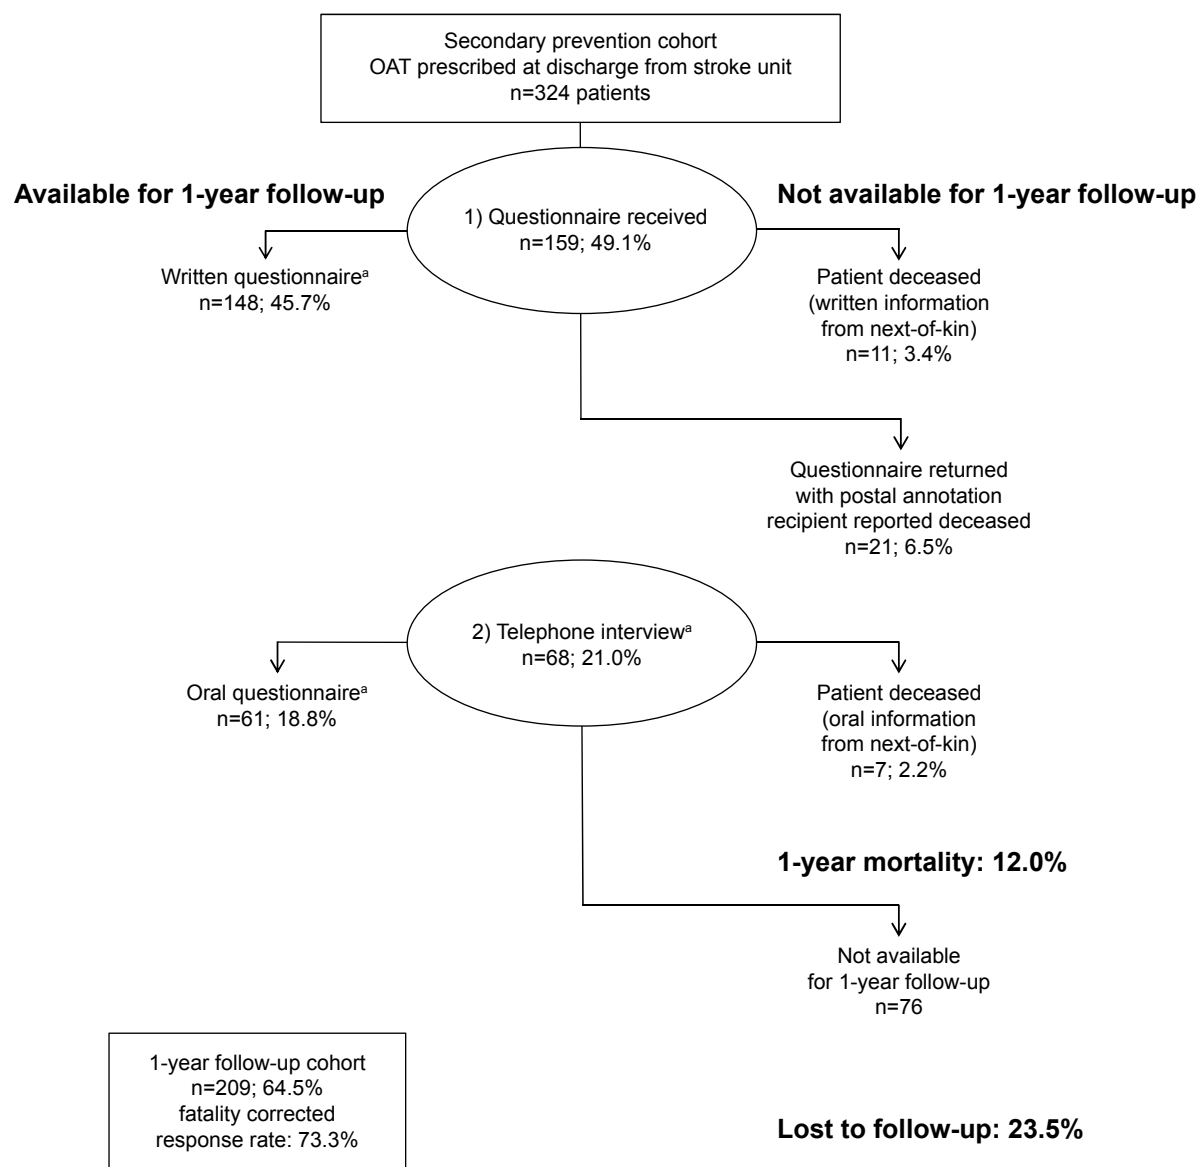 Secondary prevention cohort
OAT prescribed at discharge from stroke unit
n=324 patients
Available for 1-year follow-up
Not available for 1-year follow-up
1) Questionnaire received
n=159; 49.1%
Written questionnaireᵃ
n=148; 45.7%
Patient deceased
(written information
from next-of-kin)
n=11; 3.4%
Questionnaire returned
with postal annotation
recipient reported deceased
n=21; 6.5%
2) Telephone interviewᵃ
n=68; 21.0%
Oral questionnaireᵃ
n=61; 18.8%
Patient deceased
(oral information
from next-of-kin)
n=7; 2.2%
1-year mortality: 12.0%
Not available
for 1-year follow-up
n=76
1-year follow-up cohort
n=209; 64.5%
fatality corrected
response rate: 73.3%
Lost to follow-up: 23.5%